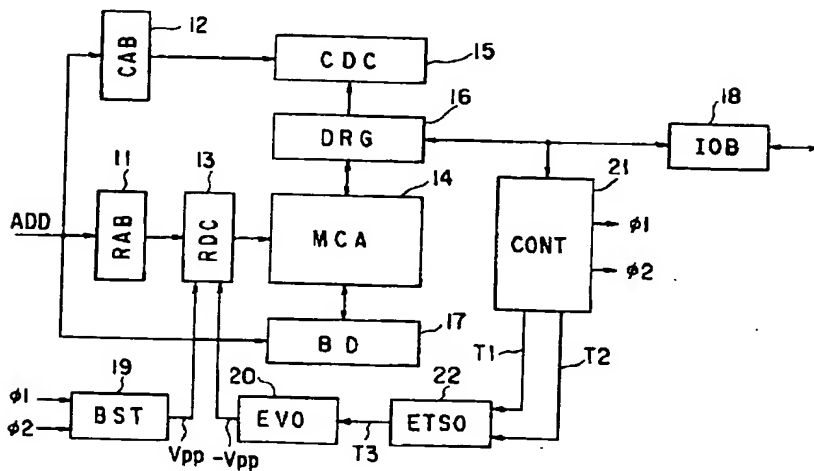 12
CAB
CDC
15
16
DRG
18
IOB
11
13
14
21
ADD
RAB
RDC
MCA
CONT
φ1
φ2
BD
17
T1
T2
19
20
22
φ1
φ2
BST
EVO
ETSO
Vpp
-Vpp
T3